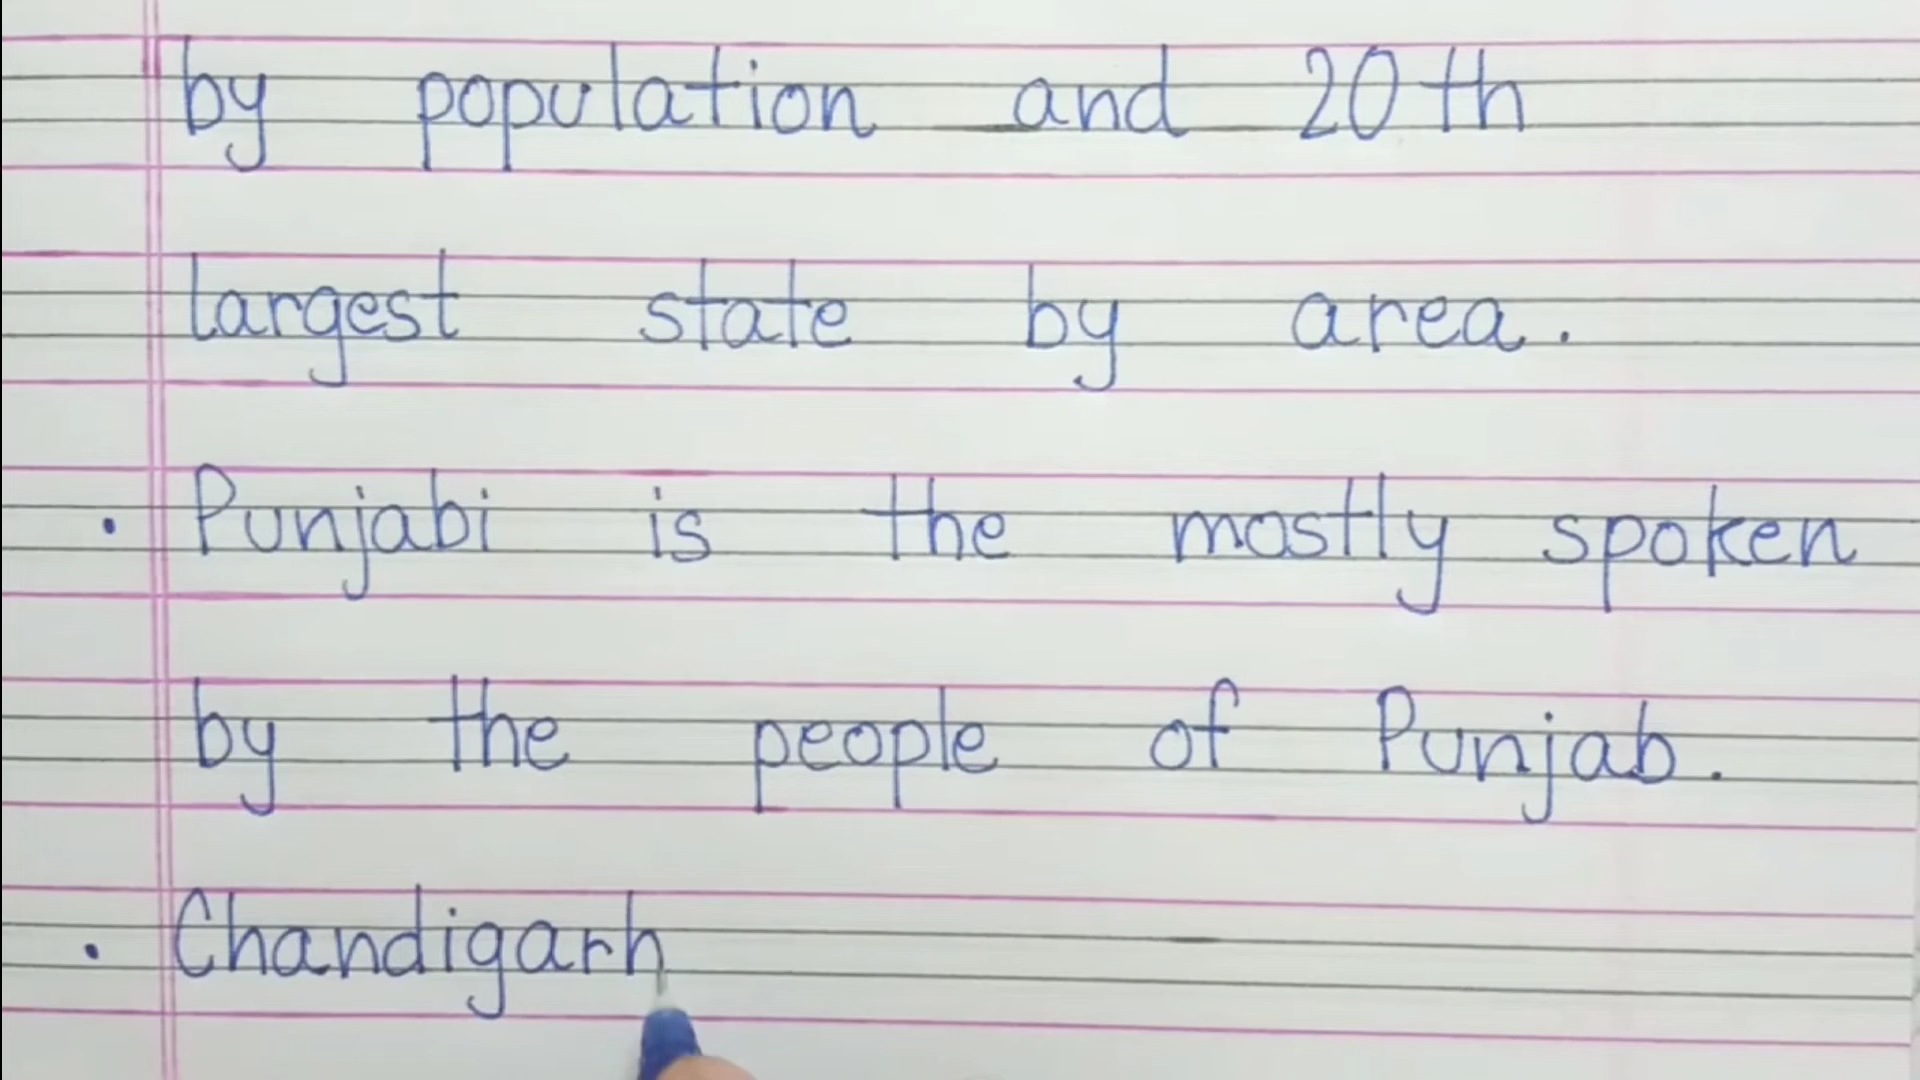 by population and 20th
largest state by area.
. Punjabi is the mostly spoken
by the people of Punjab.
. Chandigarh